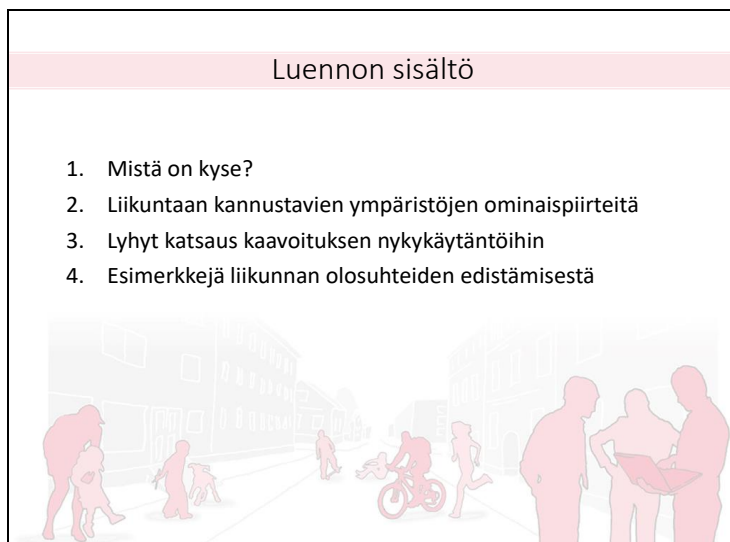 Luennon sisältö
1. Mistä on kyse?
2. Liikuntaan kannustavien ympäristöjen ominaispiirteitä
3. Lyhyt katsaus kaavoituksen nykykäytäntöihin
4. Esimerkkejä liikunnan olosuhteiden edistämisestä